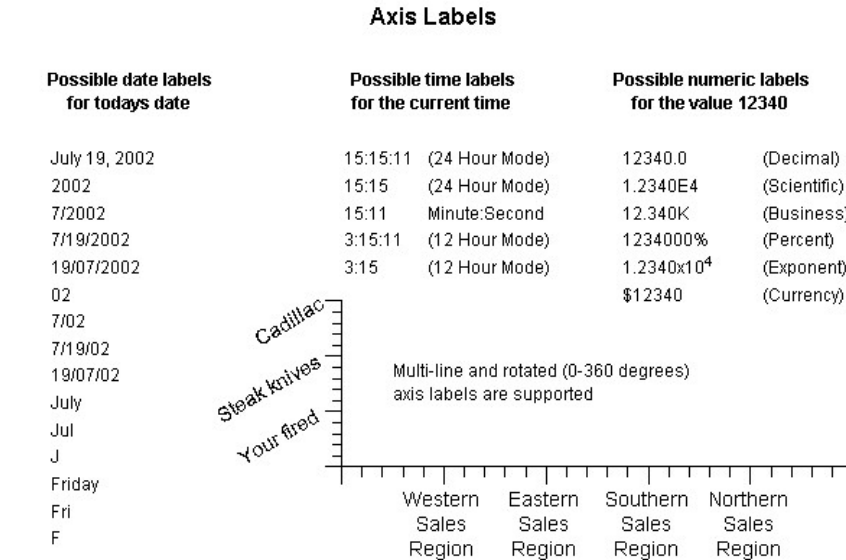 Axis Labels
Possible date labels
for todays date
July 19, 2002
2002
7/2002
7/19/2002
19/07/2002
02
7/02
7/19/02
19/07/02
July
Jul
J
Friday
Fri
F
Possible time labels
for the current time
15:15:11 (24 Hour Mode)
15:15 (24 Hour Mode)
15:11 Minute:Second
3:15:11 (12 Hour Mode)
3:15 (12 Hour Mode)
Possible numeric labels
for the value 12340
12340.0 (Decimal)
1.2340E4 (Scientific)
12.340K (Business)
1234000% (Percent)
1.2340x10⁴ (Exponent)
$12340 (Currency)
Cadillac
Steak knives
Your fired
Multi-line and rotated (0-360 degrees)
axis labels are supported
Western
Sales
Region
Eastern
Sales
Region
Southern
Sales
Region
Northern
Sales
Region